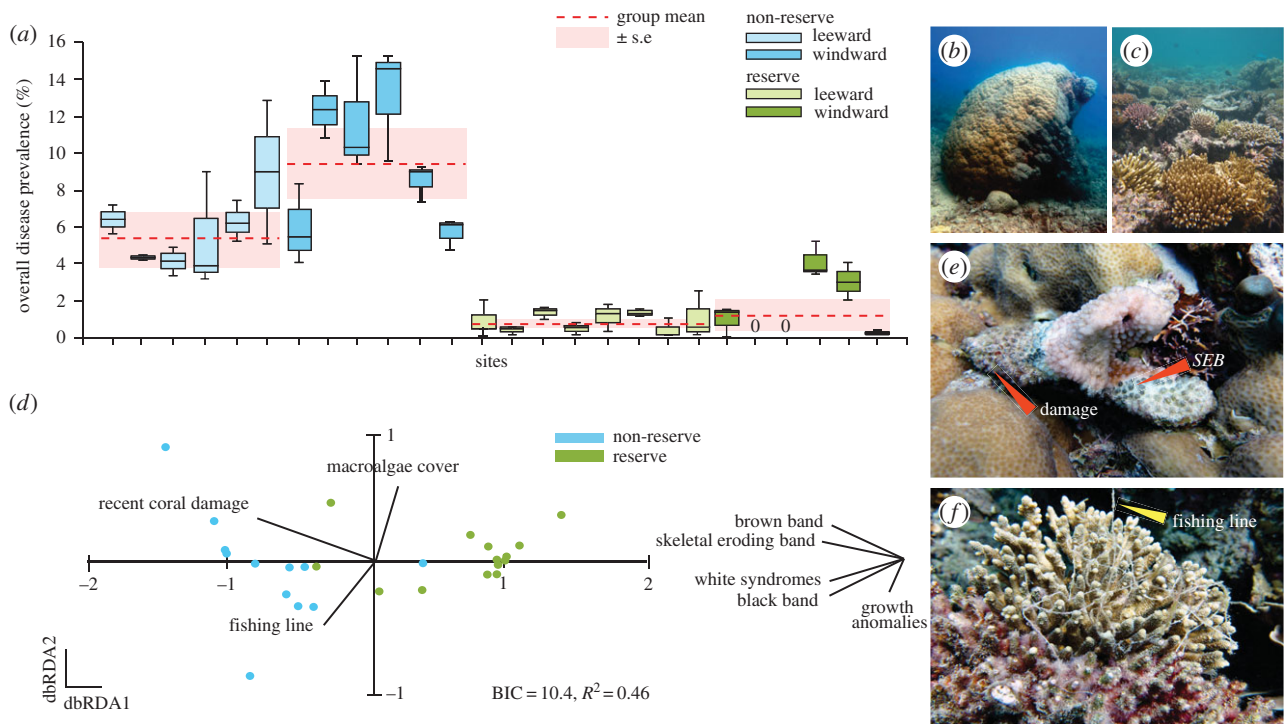 (a)
group mean
± s.e
non-reserve
leeward
windward
reserve
leeward
windward
overall disease prevalence (%)
16
14
12
10
8
6
4
2
0
0 0
sites
(b)
(c)
(d)
non-reserve
reserve
1
macroalgae cover
recent coral damage
-2
-1
1
2
fishing line
–1
dbRDA2
dbRDA1
BIC = 10.4, R² = 0.46
brown band
skeletal eroding band
white syndromes
black band
growth
anomalies
(e)
SEB
damage
(f)
fishing line